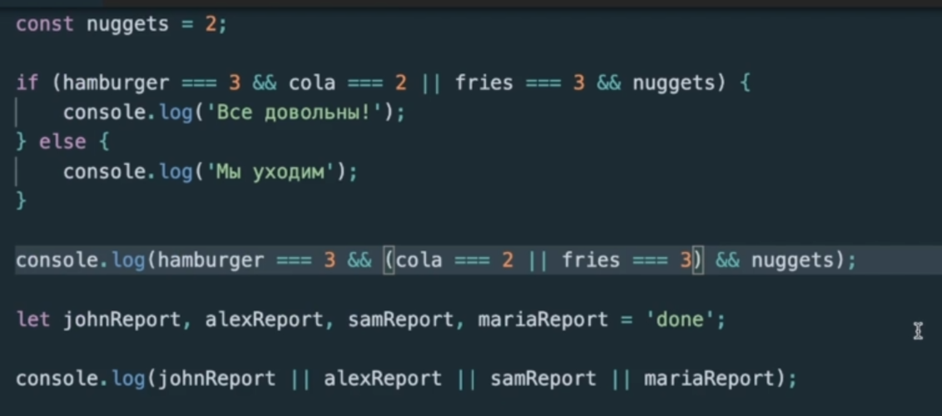 const nuggets = 2;
if (hamburger === 3 && cola === 2 || fries === 3 && nuggets) {
console.log('Все довольны!');
} else {
console.log('Мы уходим');
}
console.log(hamburger === 3 && (cola === 2 || fries === 3) && nuggets);
let johnReport, alexReport, samReport, mariaReport = 'done';
console.log(johnReport || alexReport || samReport || mariaReport);